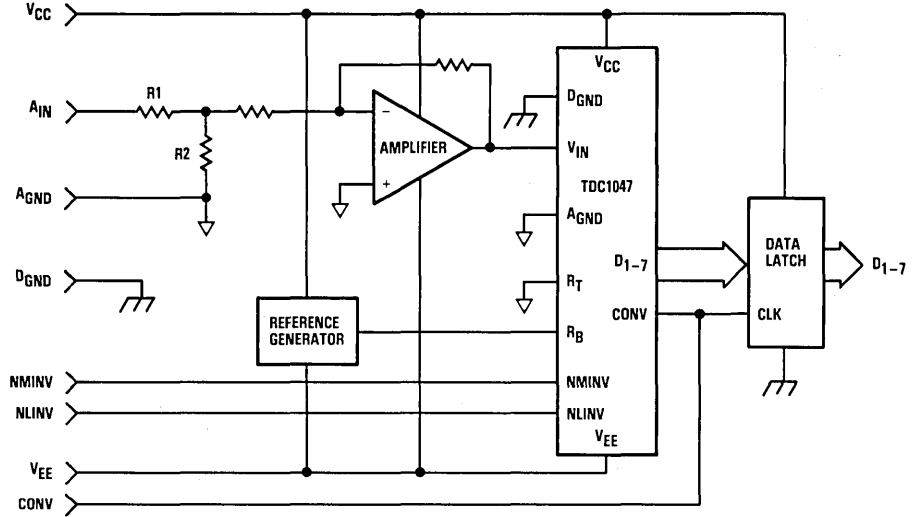 VCC
VCC
AIN
R1
DGND
R2
AMPLIFIER
−
+
VIN
TDC1047
AGND
AGND
DATA
LATCH
D1–7
D1–7
DGND
RT
CONV
CLK
REFERENCE
GENERATOR
RB
NMINV
NMINV
NLINV
NLINV
VEE
VEE
CONV